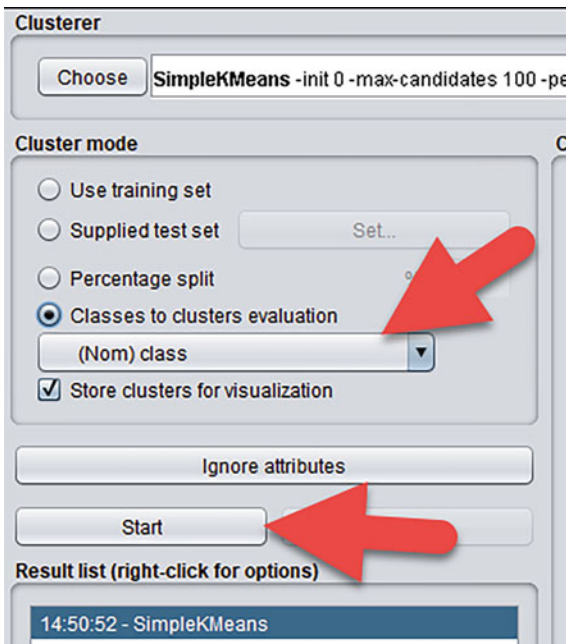 Clusterer
Choose SimpleKMeans -init 0 -max-candidates 100 -pe
Cluster mode
Use training set
Supplied test set Set...
Percentage split %
Classes to clusters evaluation
(Nom) class
Store clusters for visualization
Ignore attributes
Start
Result list (right-click for options)
14:50:52 - SimpleKMeans